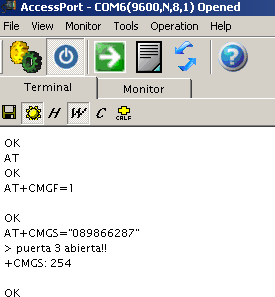 AccessPort - COM6(9600,N,8,1) Opened
File View Monitor Tools Operation Help
Terminal Monitor
H W C CRLF
OK
AT
OK
AT+CMGF=1
OK
AT+CMGS="089866287"
> puerta 3 abierta!!
+CMGS: 254
OK